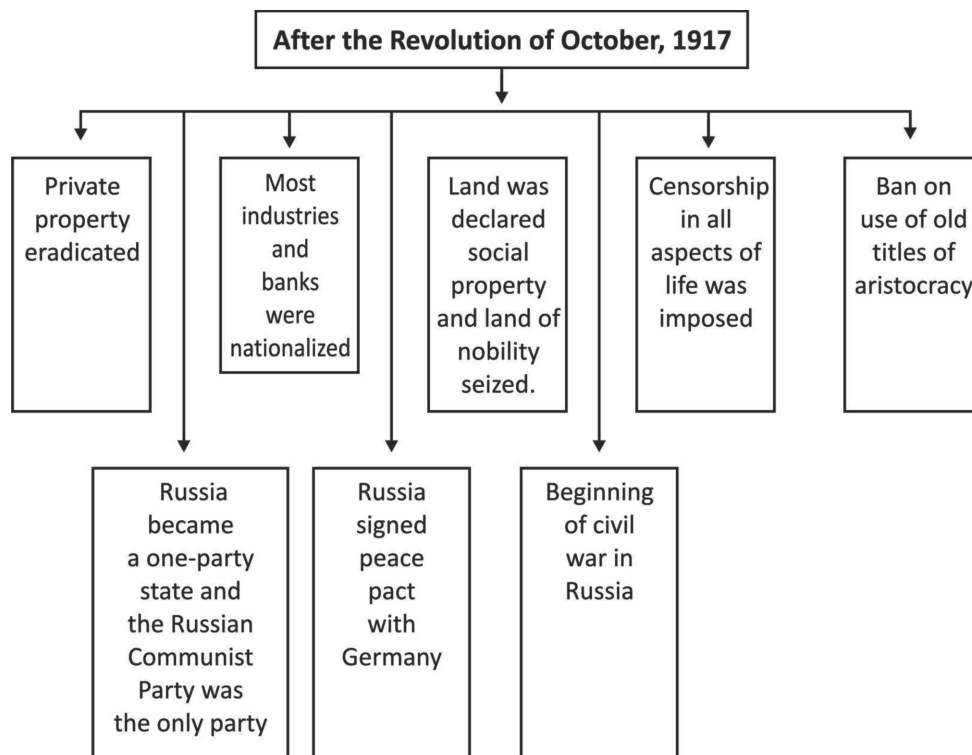 After the Revolution of October, 1917
Private
property
eradicated
Most
industries
and
banks
were
nationalized
Land was
declared
social
property
and land of
nobility
seized.
Censorship
in all
aspects of
life was
imposed
Ban on
use of old
titles of
aristocracy
Russia
became
a one-party
state and
the Russian
Communist
Party was
the only party
Russia
signed
peace
pact
with
Germany
Beginning
of civil
war in
Russia